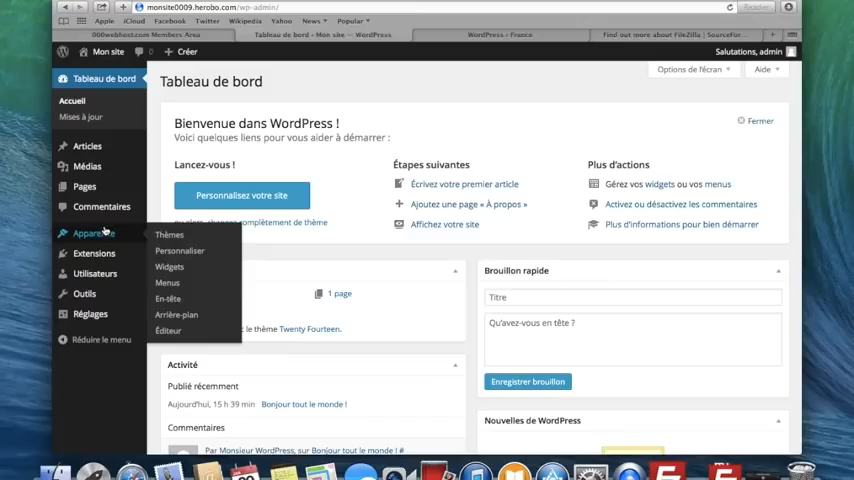 monsite0009.herobo.com/wp-admin/
Reader
Apple iCloud Facebook Twitter Wikipedia Yahoo News Popular
000webhost.com Members Area
Tableau de bord ‹ Mon site — WordPress
WordPress › France
Find out more about FileZilla | SourceFor...
Mon site 0 + Créer
Salutations, admin
Tableau de bord
Accueil
Mises à jour
Articles
Médias
Pages
Commentaires
Extensions
Utilisateurs
Outils
Réglages
Réduire le menu
Thèmes
Personnaliser
Widgets
Menus
En-tête
Arrière-plan
Éditeur
Tableau de bord
Options de l'écran
Aide
Bienvenue dans WordPress !
Voici quelques liens pour vous aider à démarrer :
Fermer
Lancez-vous !
Personnalisez votre site
complètement de thème
Étapes suivantes
Écrivez votre premier article
Ajoutez une page « À propos »
Affichez votre site
Plus d'actions
Gérez vos widgets ou vos menus
Activez ou désactivez les commentaires
Plus d'informations pour bien démarrer
1 page
le thème Twenty Fourteen.
Activité
Publié récemment
Aujourd'hui, 15 h 39 min Bonjour tout le monde !
Commentaires
Par Monsieur WordPress, sur Bonjour tout le monde ! #
Brouillon rapide
Titre
Qu'avez-vous en tête ?
Enregistrer brouillon
Nouvelles de WordPress